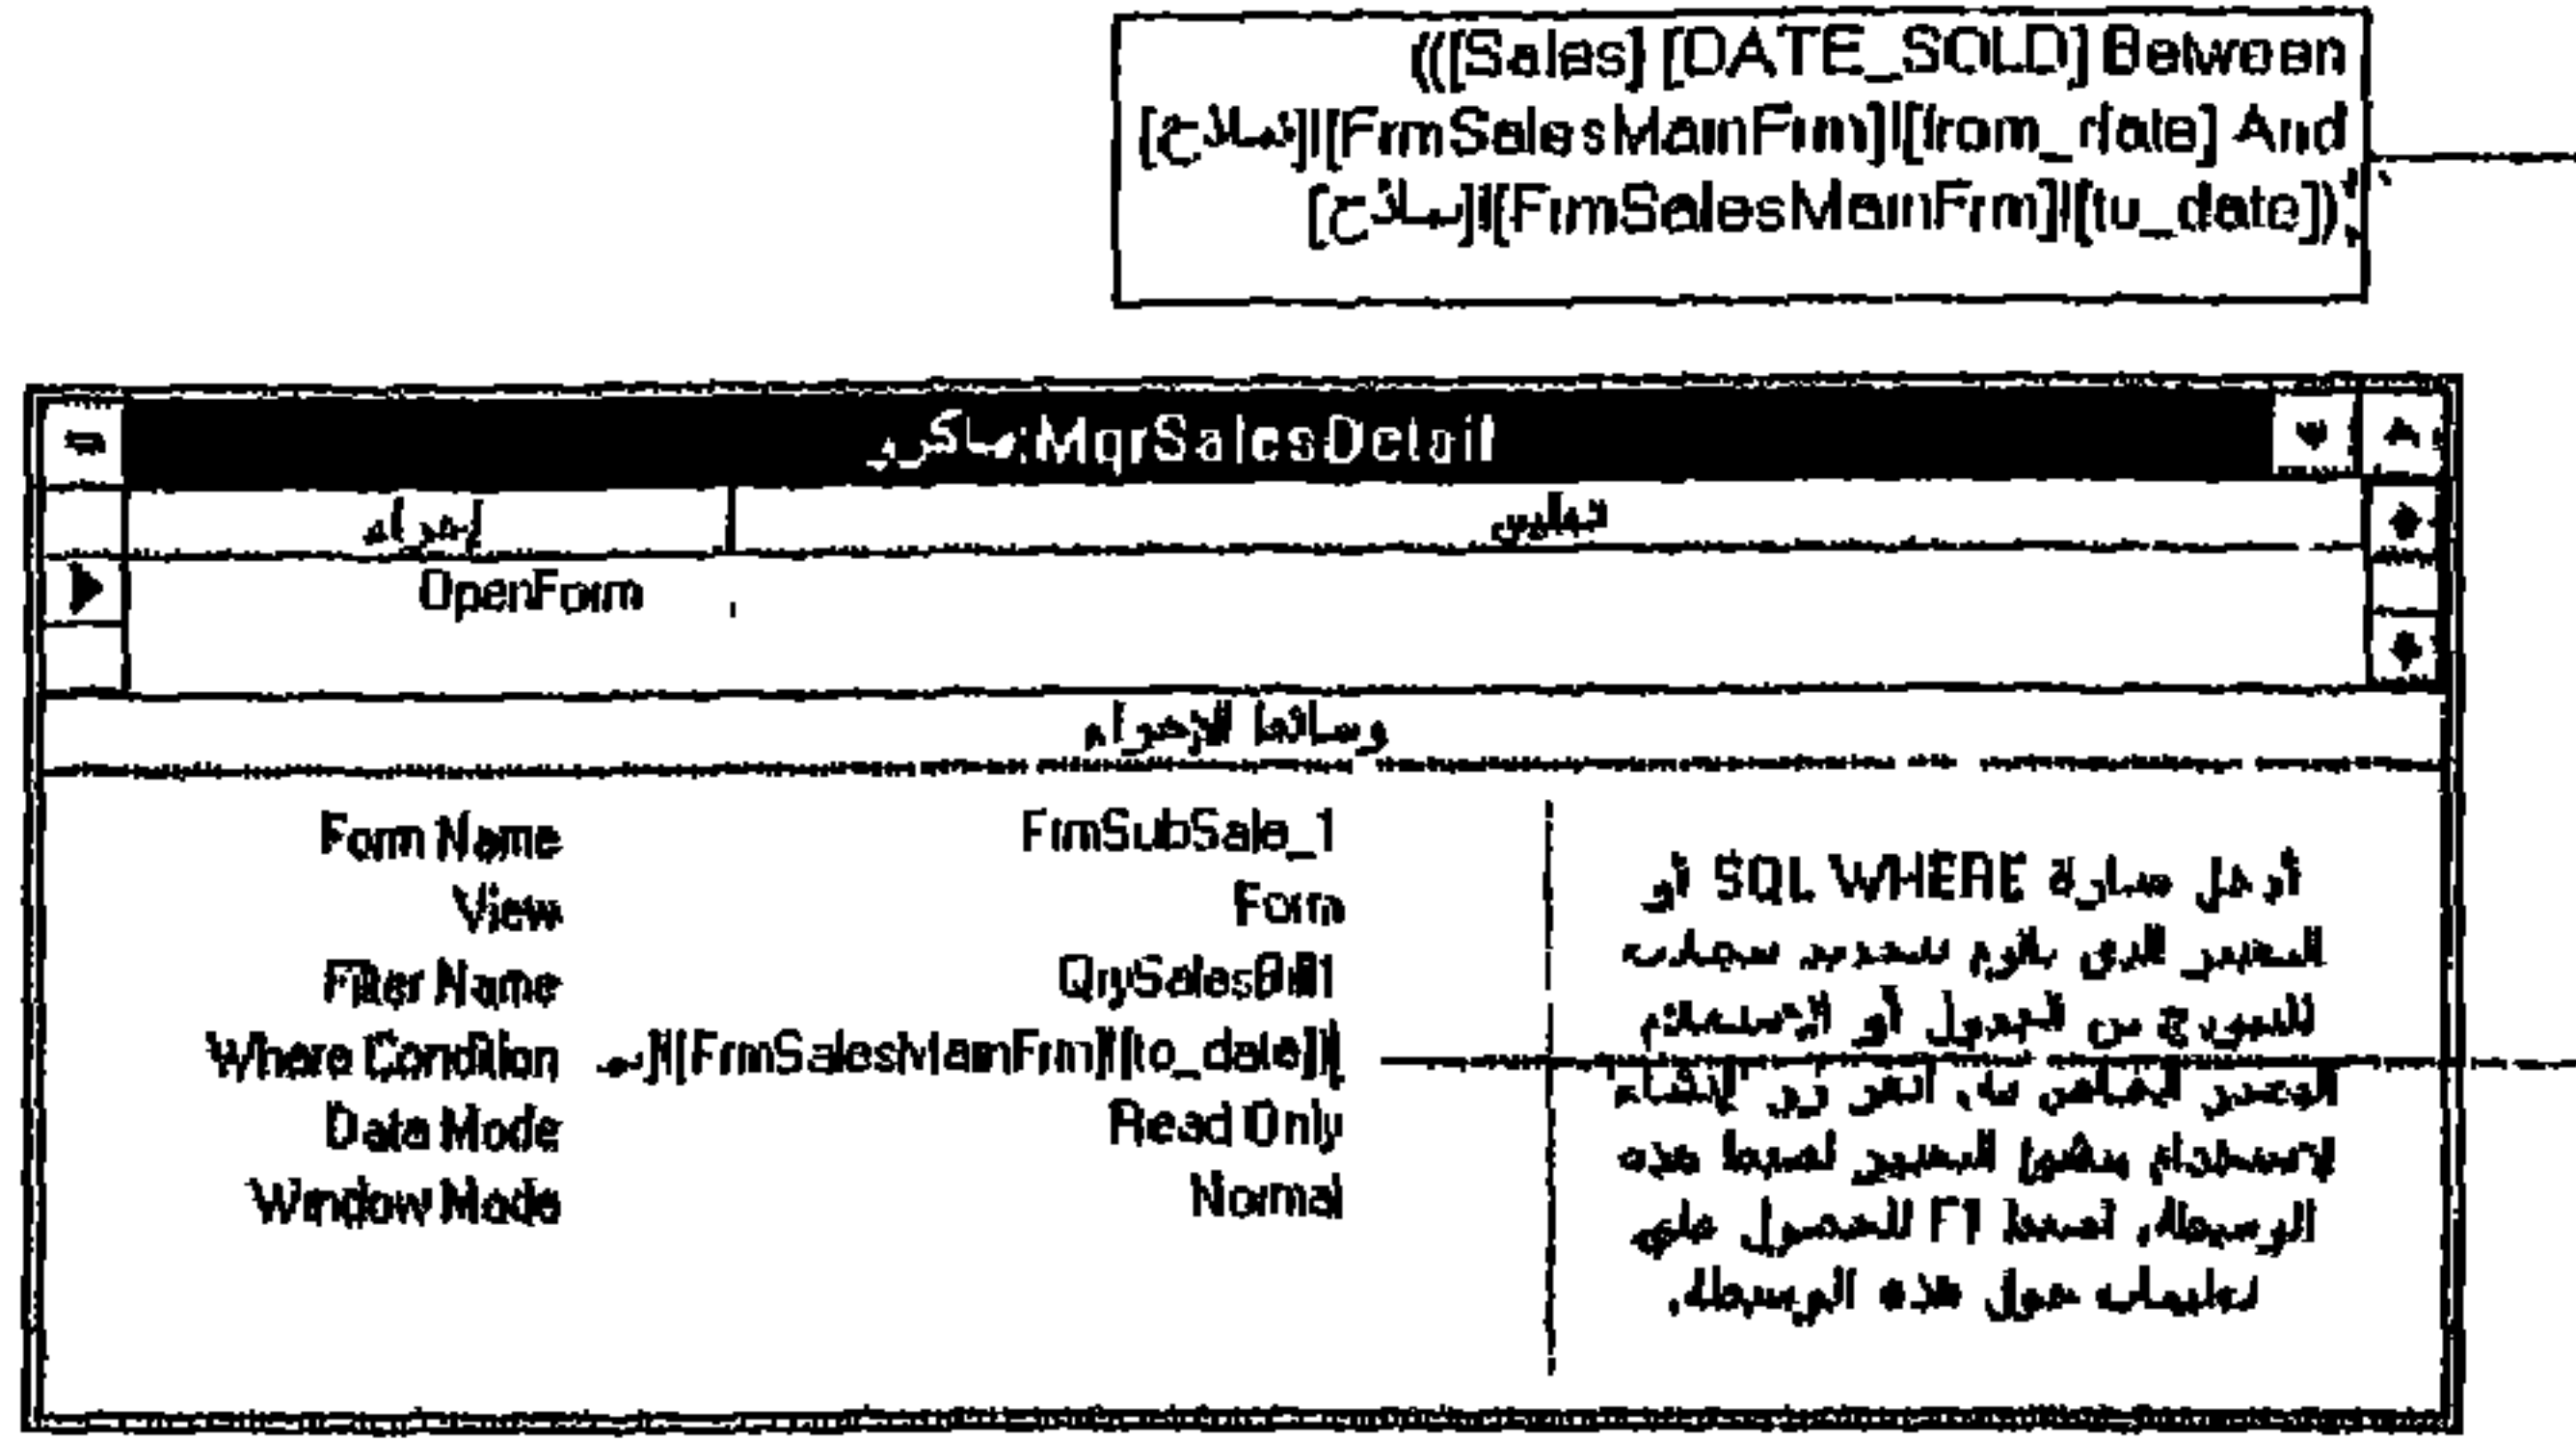 (([Sales] [DATE_SOLD] Between
[نماذج]![FrmSalesMainFrm]![from_date] And
[نماذج]![FrmSalesMainFrm]![to_date])
ماكرو:MqrSalesDetail
إجراء تعليق
OpenForm
وسائط الإجراء
Form Name FrmSubSale_1
View Form
Filter Name QrySalesBill1
Where Condition ![FrmSalesMainFrm]![to_date])
Data Mode Read Only
Window Mode Normal
أدخل عبارة SQL WHERE أو
التعبير الذي يقوم بتحديد سجلات
للنموذج من الجدول أو الاستعلام
المصدر الخاص به. انقر زر الإنشاء
لاستخدام منشئ التعبير لضبط هذه
الوسيطة. اضغط F1 للحصول على
تعليمات حول هذه الوسيطة.